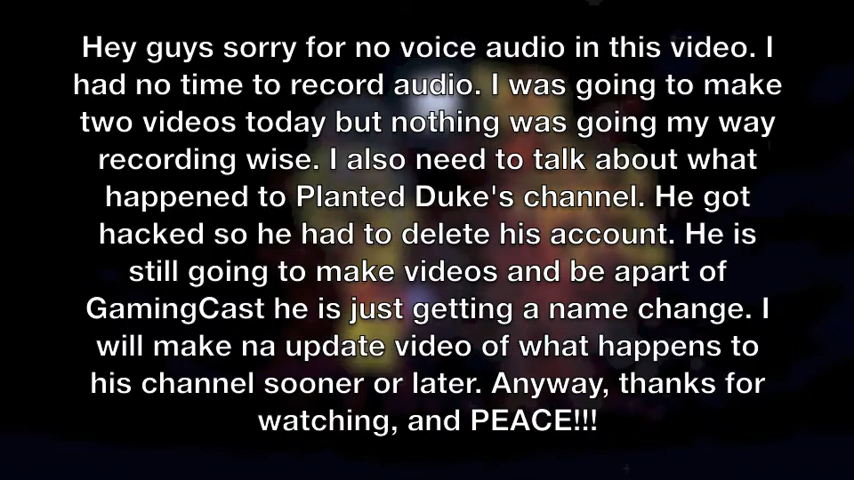 Hey guys sorry for no voice audio in this video. I
had no time to record audio. I was going to make
two videos today but nothing was going my way
recording wise. I also need to talk about what
happened to Planted Duke's channel. He got
hacked so he had to delete his account. He is
still going to make videos and be apart of
GamingCast he is just getting a name change. I
will make na update video of what happens to
his channel sooner or later. Anyway, thanks for
watching, and PEACE!!!